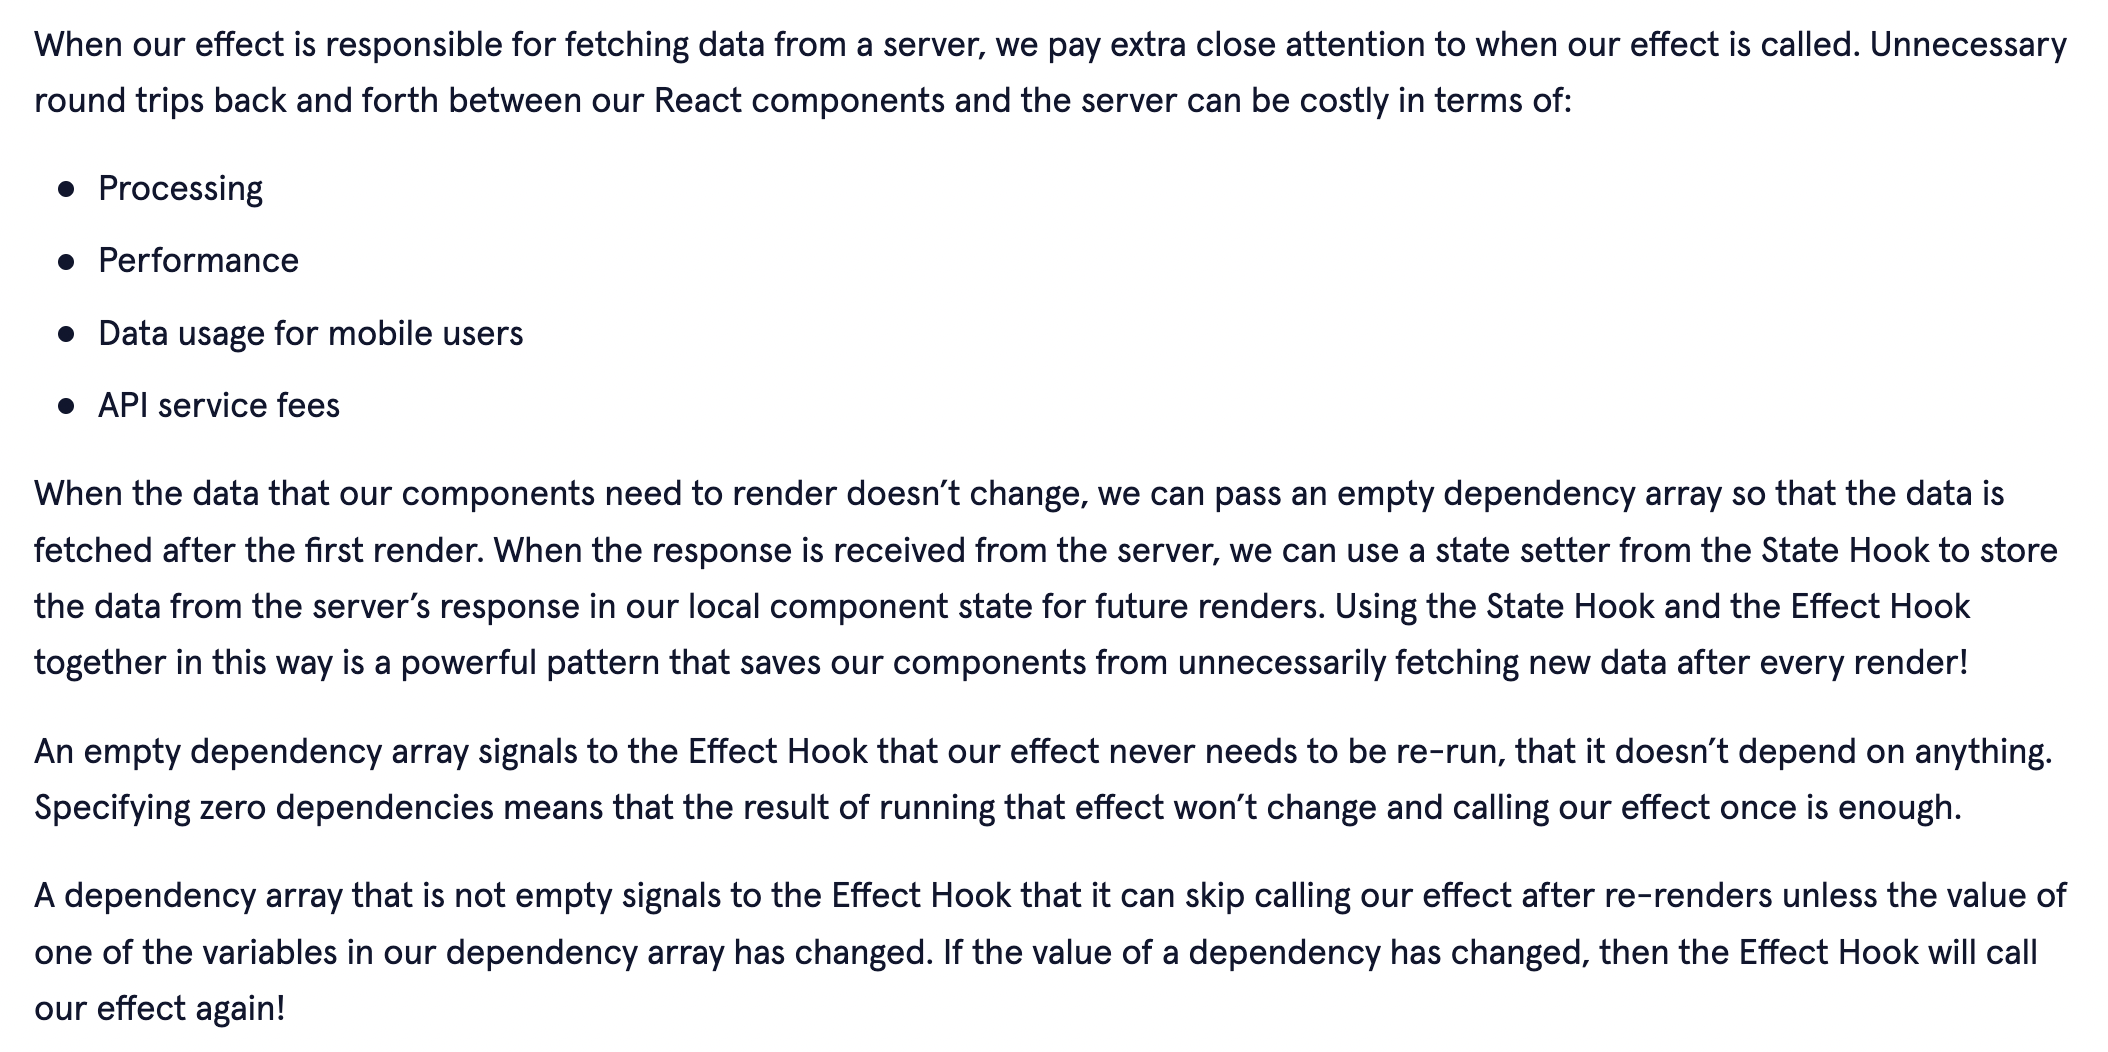 When our effect is responsible for fetching data from a server, we pay extra close attention to when our effect is called. Unnecessary
round trips back and forth between our React components and the server can be costly in terms of:
● Processing
● Performance
● Data usage for mobile users
● API service fees
When the data that our components need to render doesn’t change, we can pass an empty dependency array so that the data is
fetched after the first render. When the response is received from the server, we can use a state setter from the State Hook to store
the data from the server’s response in our local component state for future renders. Using the State Hook and the Effect Hook
together in this way is a powerful pattern that saves our components from unnecessarily fetching new data after every render!
An empty dependency array signals to the Effect Hook that our effect never needs to be re-run, that it doesn’t depend on anything.
Specifying zero dependencies means that the result of running that effect won’t change and calling our effect once is enough.
A dependency array that is not empty signals to the Effect Hook that it can skip calling our effect after re-renders unless the value of
one of the variables in our dependency array has changed. If the value of a dependency has changed, then the Effect Hook will call
our effect again!